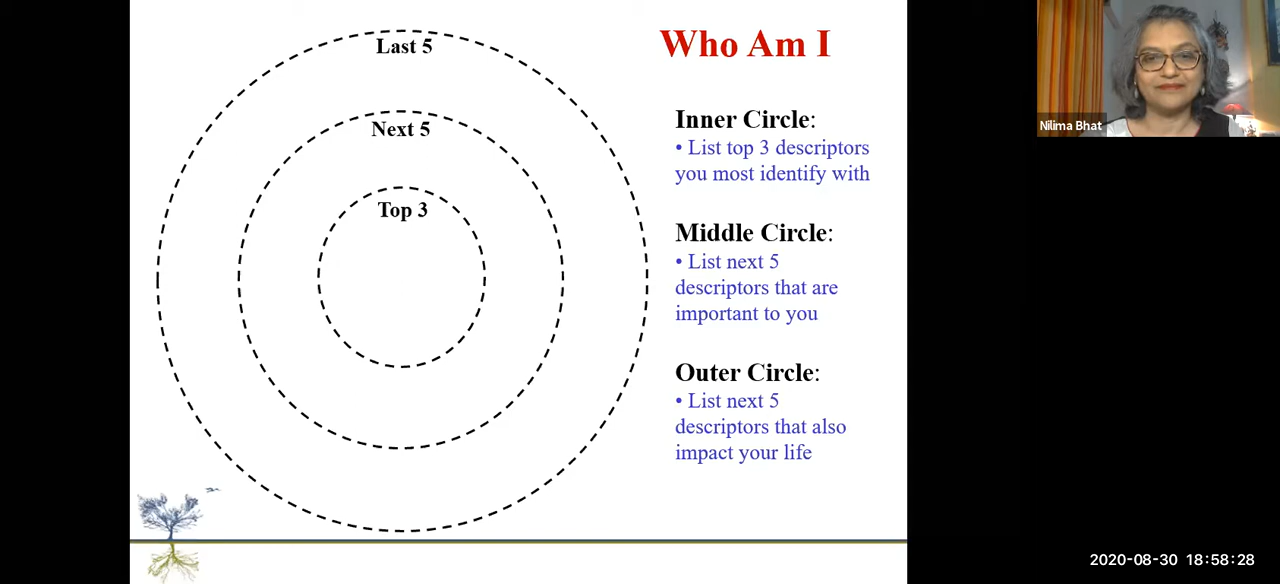 Last 5
Next 5
Top 3
Who Am I
Inner Circle:
• List top 3 descriptors
you most identify with
Middle Circle:
• List next 5
descriptors that are
important to you
Outer Circle:
• List next 5
descriptors that also
impact your life
Nilima Bhat
2020-08-30 18:58:28